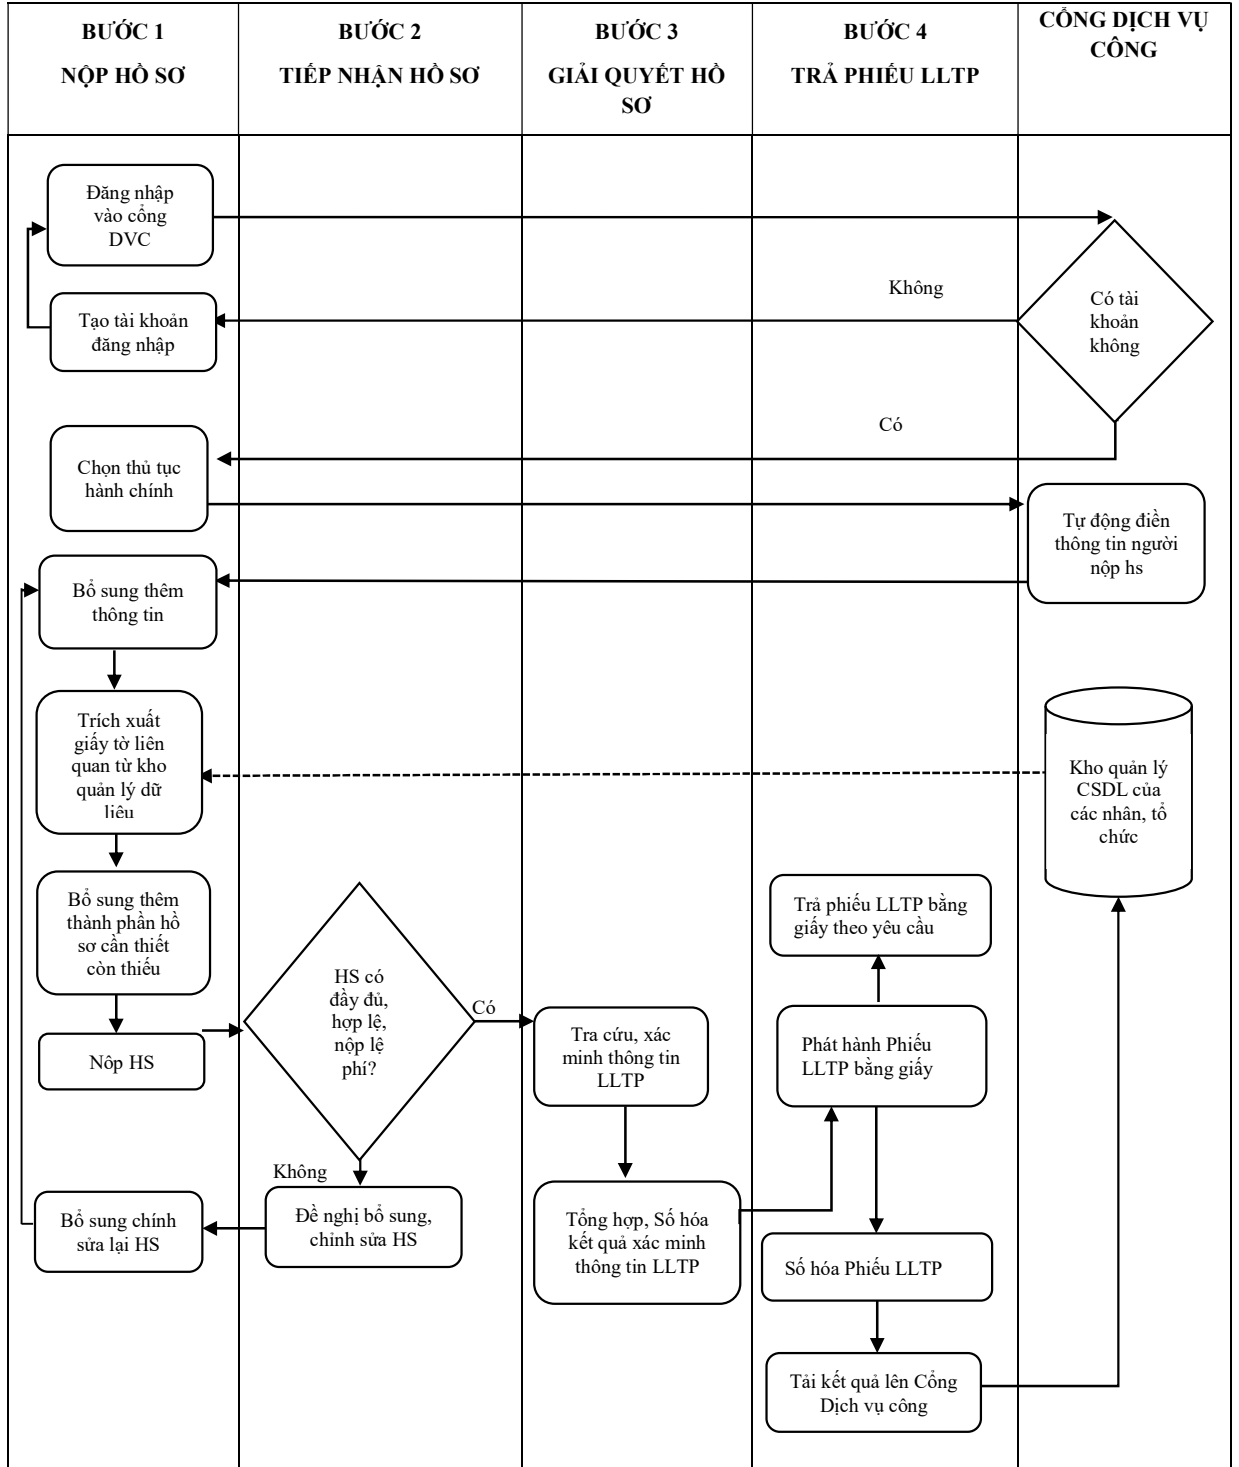 BƯỚC 1
NỘP HỒ SƠ
BƯỚC 2
TIẾP NHẬN HỒ SƠ
BƯỚC 3
GIẢI QUYẾT HỒ
SƠ
BƯỚC 4
TRẢ PHIẾU LLTP
CỔNG DỊCH VỤ
CÔNG
Đăng nhập
vào cổng
DVC
Không
Có tài
khoản
không
Tạo tài khoản
đăng nhập
Có
Chọn thủ tục
hành chính
Tự động điền
thông tin người
nộp hs
Bổ sung thêm
thông tin
Trích xuất
giấy tờ liên
quan từ kho
quản lý dữ
liệu
Kho quản lý
CSDL của
các nhân, tổ
chức
Bổ sung thêm
thành phần hồ
sơ cần thiết
còn thiếu
Trả phiếu LLTP bằng
giấy theo yêu cầu
HS có
đầy đủ,
hợp lệ,
nộp lệ
phí?
Có
Nộp HS
Tra cứu, xác
minh thông tin
LLTP
Phát hành Phiếu
LLTP bằng giấy
Không
Bổ sung chính
sửa lại HS
Đề nghị bổ sung,
chỉnh sửa HS
Tổng hợp, Số hóa
kết quả xác minh
thông tin LLTP
Số hóa Phiếu LLTP
Tải kết quả lên Cổng
Dịch vụ công